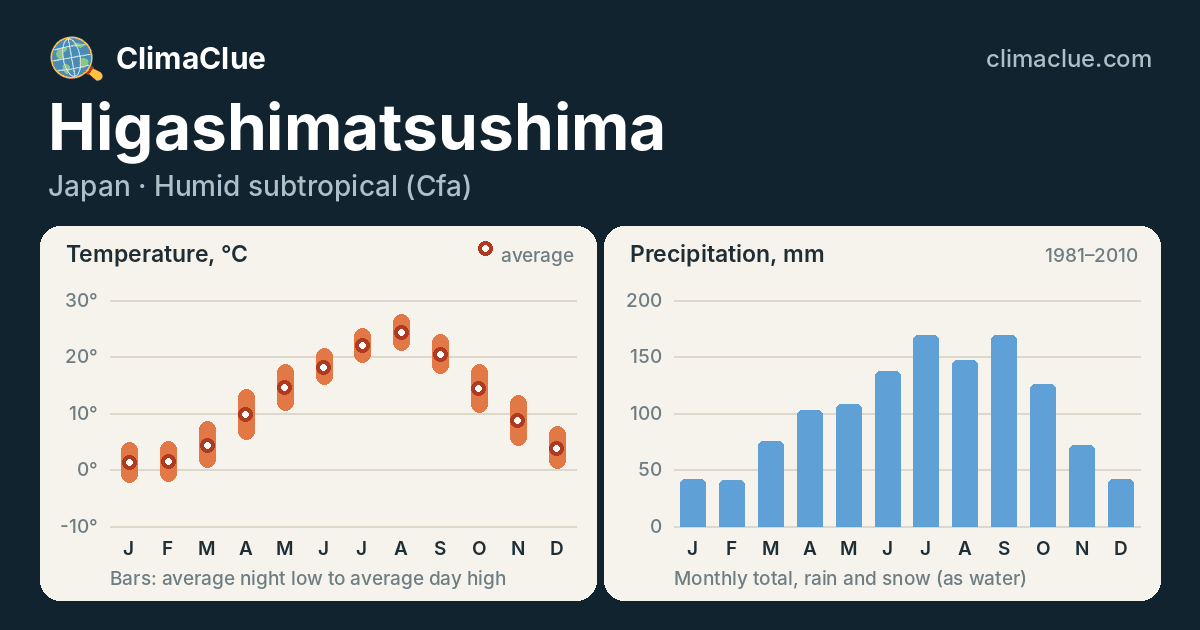 ClimaClue
climaclue.com
Higashimatsushima
Japan · Humid subtropical (Cfa)
Temperature, °C
average
30°
20°
10°
0°
-10°
J F M A M J J A S O N D
Bars: average night low to average day high
Precipitation, mm
1981–2010
200
150
100
50
0
J F M A M J J A S O N D
Monthly total, rain and snow (as water)